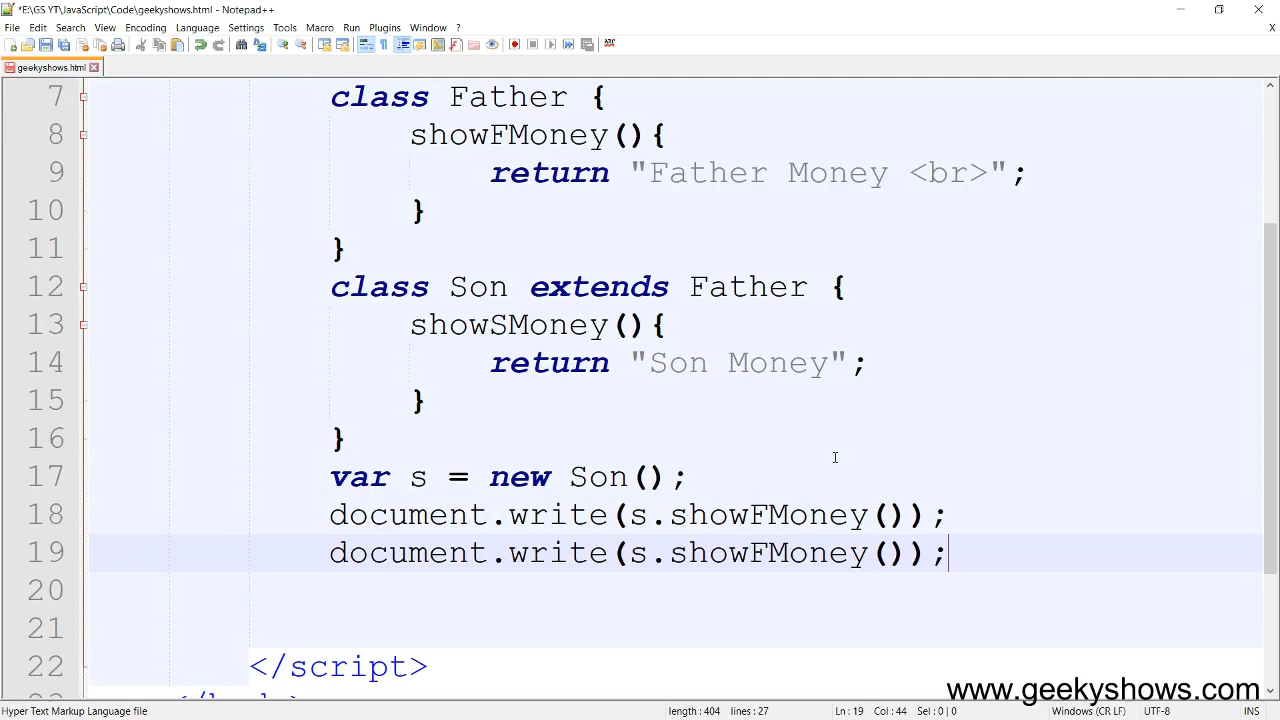 *E:\GS YT\JavaScript\Code\geekyshows.html - Notepad++
File Edit Search View Encoding Language Settings Tools Macro Run Plugins Window ? X
geekyshows.html
7 class Father {
8 showFMoney(){
9 return "Father Money <br>";
10 }
11 }
12 class Son extends Father {
13 showSMoney(){
14 return "Son Money";
15 }
16 }
17 var s = new Son();
18 document.write(s.showFMoney());
19 document.write(s.showFMoney());
20
21
22 </script>
www.geekyshows.com
Hyper Text Markup Language file length : 404 lines : 27 Ln : 19 Col : 44 Sel : 0 | 0 Windows (CR LF) UTF-8 INS